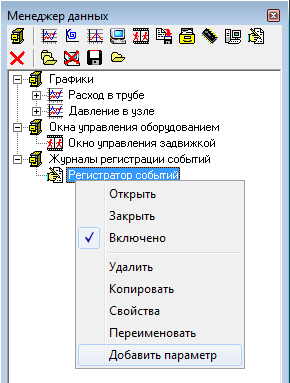 Менеджер данных
Графики
Расход в трубе
Давление в узле
Окна управления оборудованием
Окно управления задвижкой
Журналы регистрации событий
Регистратор событий
Открыть
Закрыть
Включено
Удалить
Копировать
Свойства
Переименовать
Добавить параметр